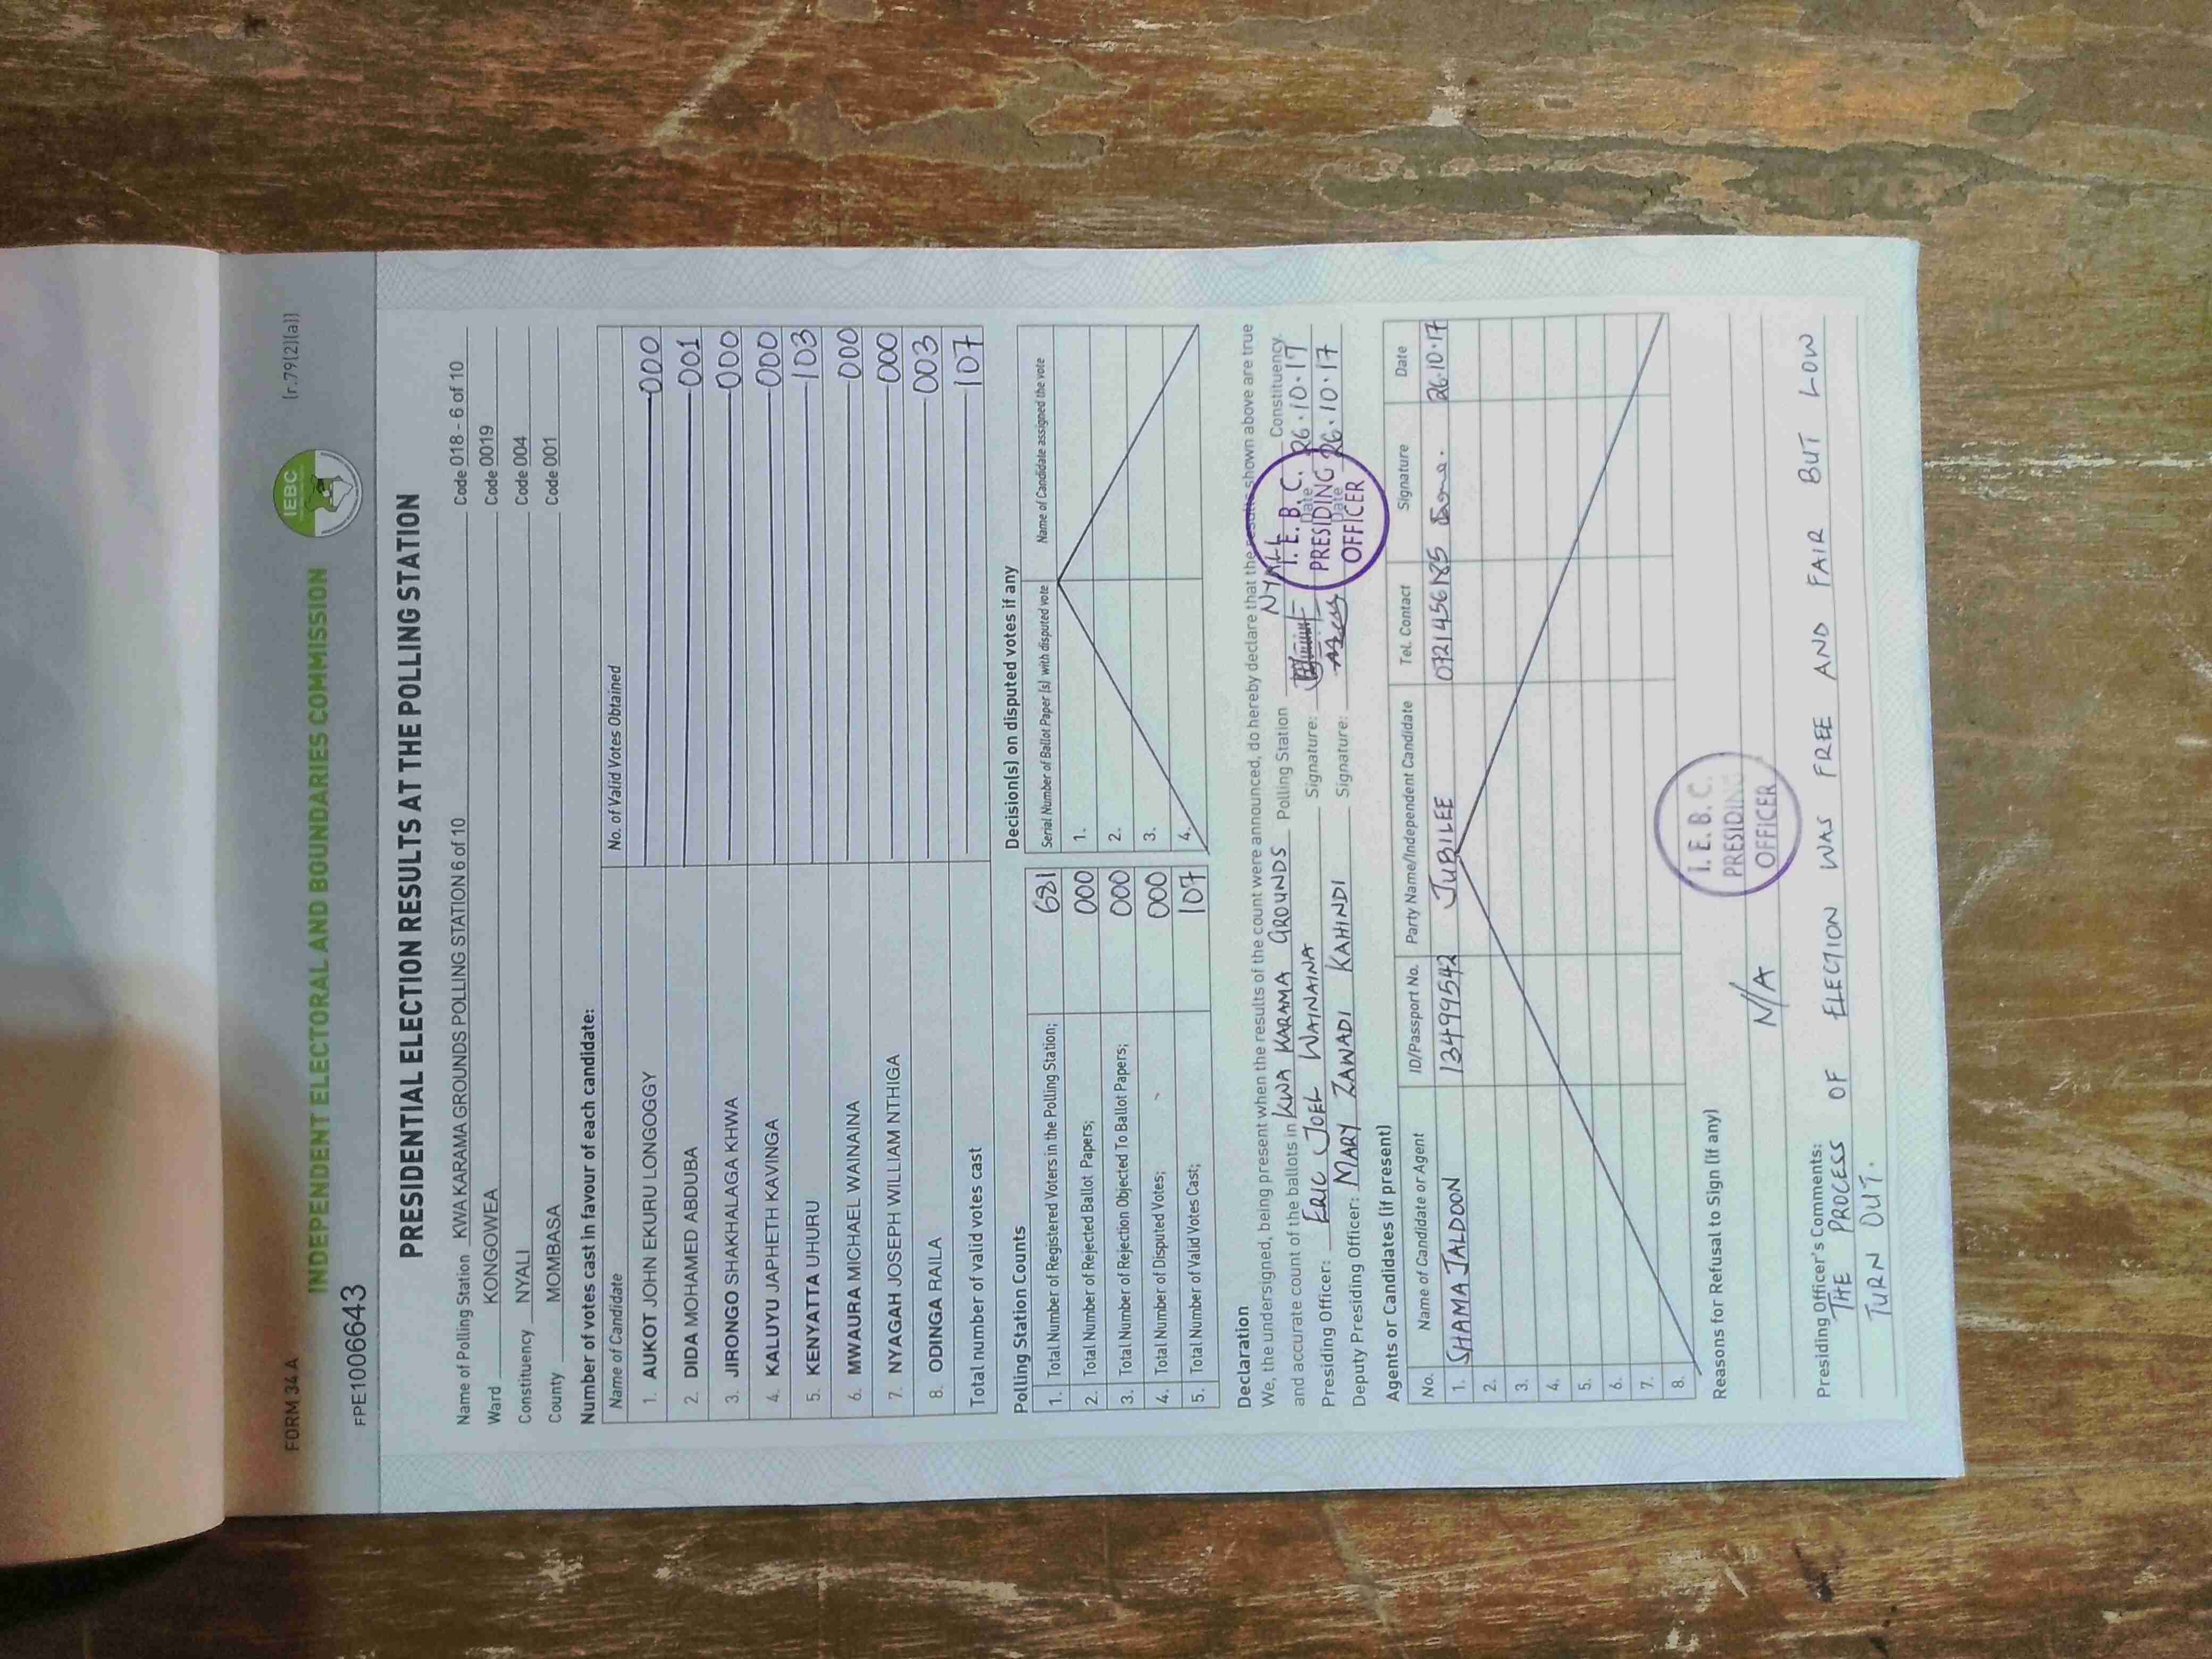 FORM 34A
(r.79(2)(a))
INDEPENDENT ELECTORAL AND BOUNDARIES COMMISSION
IEBC
FPE1006643
PRESIDENTIAL ELECTION RESULTS AT THE POLLING STATION
Name of Polling Station KWA KARAMA GROUNDS POLLING STATION 6 of 10 Code 018 - 6 of 10
Ward KONGOWEA Code 0019
Constituency NYALI Code 004
County MOMBASA Code 001
Number of votes cast in favour of each candidate:
Name of Candidate No. of Valid Votes Obtained
1. AUKOT JOHN EKURU LONGOGGY 000
2. DIDA MOHAMED ABDUBA 001
3. JIRONGO SHAKHALAGA KHWA 000
4. KALUYU JAPHETH KAVINGA 000
5. KENYATTA UHURU 103
6. MWAURA MICHAEL WAINAINA 000
7. NYAGAH JOSEPH WILLIAM NTHIGA 000
8. ODINGA RAILA 003
Total number of valid votes cast 107
Polling Station Counts
1. Total Number of Registered Voters in the Polling Station; 681
2. Total Number of Rejected Ballot Papers; 000
3. Total Number of Rejection Objected To Ballot Papers; 000
4. Total Number of Disputed Votes; 000
5. Total Number of Valid Votes Cast; 107
Decision(s) on disputed votes if any
Serial Number of Ballot Paper (s) with disputed vote Name of Candidate assigned the vote
1.
2.
3.
4.
Declaration
We, the undersigned, being present when the results of the count were announced, do hereby declare that the results shown above are true
and accurate count of the ballots in KWA KARAMA GROUNDS Polling Station NYALI Constituency.
Presiding Officer: ERIC JOEL WAINAINA Signature: Date 26.10.17
Deputy Presiding Officer: MARY ZAWADI KAHINDI Signature: Date 26.10.17
I. E. B. C.
PRESIDING
OFFICER
Agents or Candidates (if present)
No. Name of Candidate or Agent ID/Passport No. Party Name/Independent Candidate Tel. Contact Signature Date
1. SHAMA JALDOON 13499542 JUBILEE 26.10.17
2.
3.
4.
5.
6.
7.
8.
I. E. B. C.
PRESIDING
OFFICER
Reasons for Refusal to Sign (if any)
N/A
Presiding Officer's Comments:
THE PROCESS OF ELECTION WAS FREE AND FAIR BUT LOW
TURN OUT.